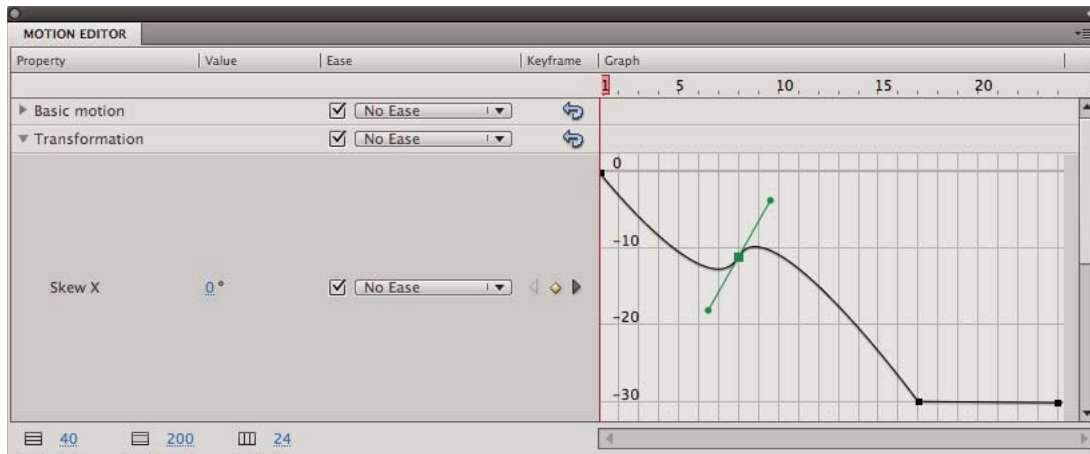 MOTION EDITOR
Property Value Ease Keyframe Graph
1 5 10 15 20
Basic motion No Ease
Transformation No Ease
0
-10
Skew X 0 ° No Ease
-20
-30
40 200 24